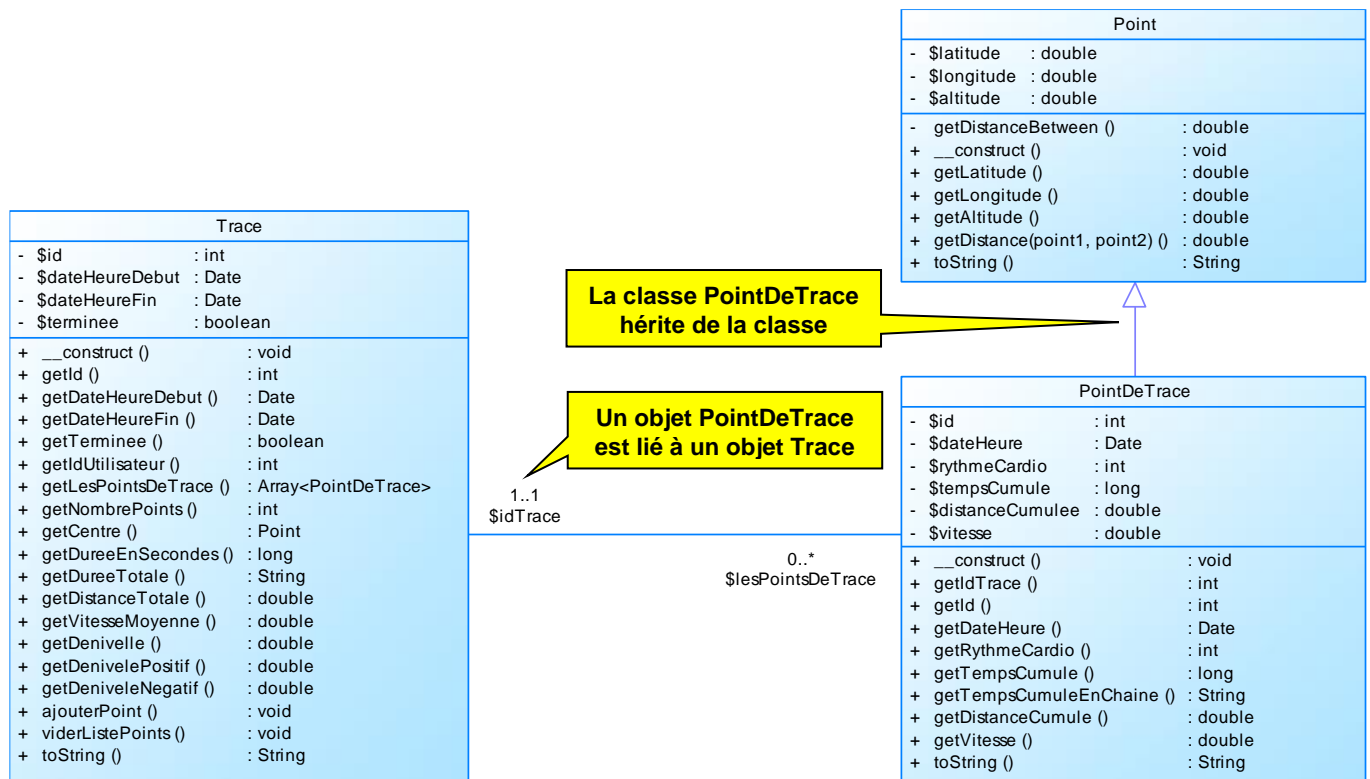 Point
- $latitude : double
- $longitude : double
- $altitude : double
- getDistanceBetween () : double
+ __construct () : void
+ getLatitude () : double
+ getLongitude () : double
+ getAltitude () : double
+ getDistance(point1, point2) () : double
+ toString () : String
Trace
- $id : int
- $dateHeureDebut : Date
- $dateHeureFin : Date
- $terminee : boolean
+ __construct () : void
+ getId () : int
+ getDateHeureDebut () : Date
+ getDateHeureFin () : Date
+ getTerminee () : boolean
+ getIdUtilisateur () : int
+ getLesPointsDeTrace () : Array<PointDeTrace>
+ getNombrePoints () : int
+ getCentre () : Point
+ getDureeEnSecondes () : long
+ getDureeTotale () : String
+ getDistanceTotale () : double
+ getVitesseMoyenne () : double
+ getDenivelle () : double
+ getDenivelePositif () : double
+ getDeniveleNegatif () : double
+ ajouterPoint () : void
+ viderListePoints () : void
+ toString () : String
La classe PointDeTrace
hérite de la classe
Un objet PointDeTrace
est lié à un objet Trace
1..1
$idTrace
0..*
$lesPointsDeTrace
PointDeTrace
- $id : int
- $dateHeure : Date
- $rythmeCardio : int
- $tempsCumule : long
- $distanceCumulee : double
- $vitesse : double
+ __construct () : void
+ getIdTrace () : int
+ getId () : int
+ getDateHeure () : Date
+ getRythmeCardio () : int
+ getTempsCumule () : long
+ getTempsCumuleEnChaine () : String
+ getDistanceCumule () : double
+ getVitesse () : double
+ toString () : String